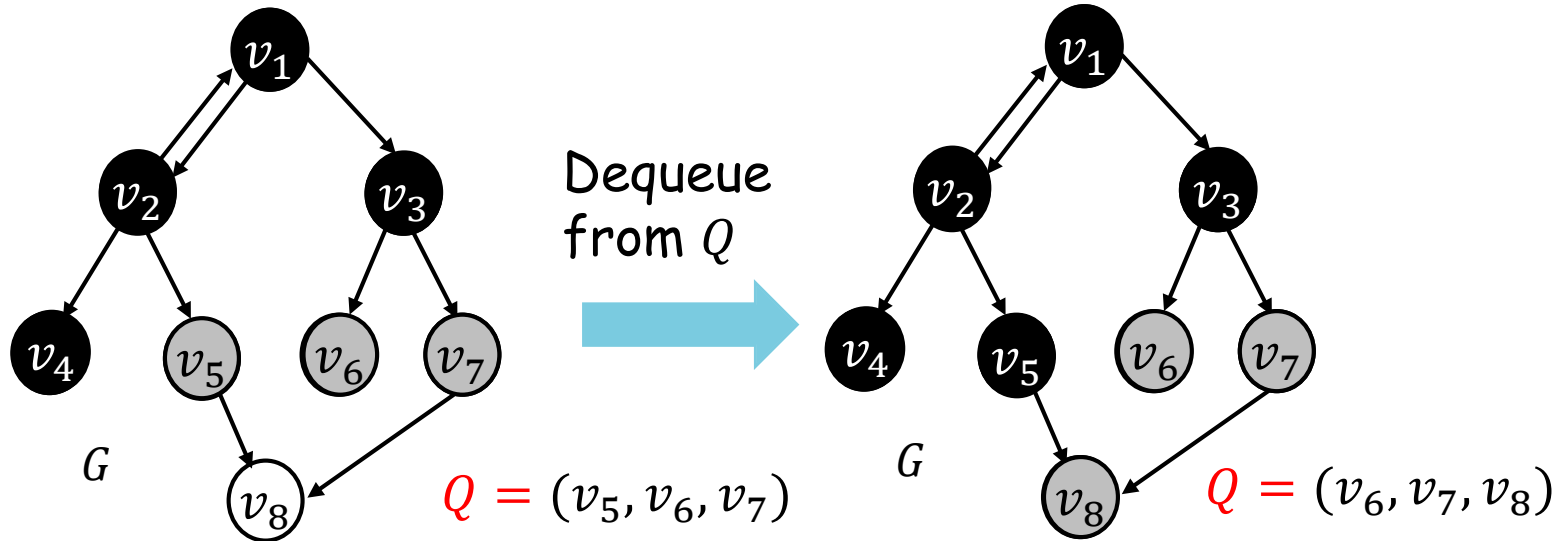 v₁
v₂
v₃
v₄
v₅
v₆
v₇
v₈
G
Q = (v₅, v₆, v₇)
Dequeue
from Q
v₁
v₂
v₃
v₄
v₅
v₆
v₇
v₈
G
Q = (v₆, v₇, v₈)